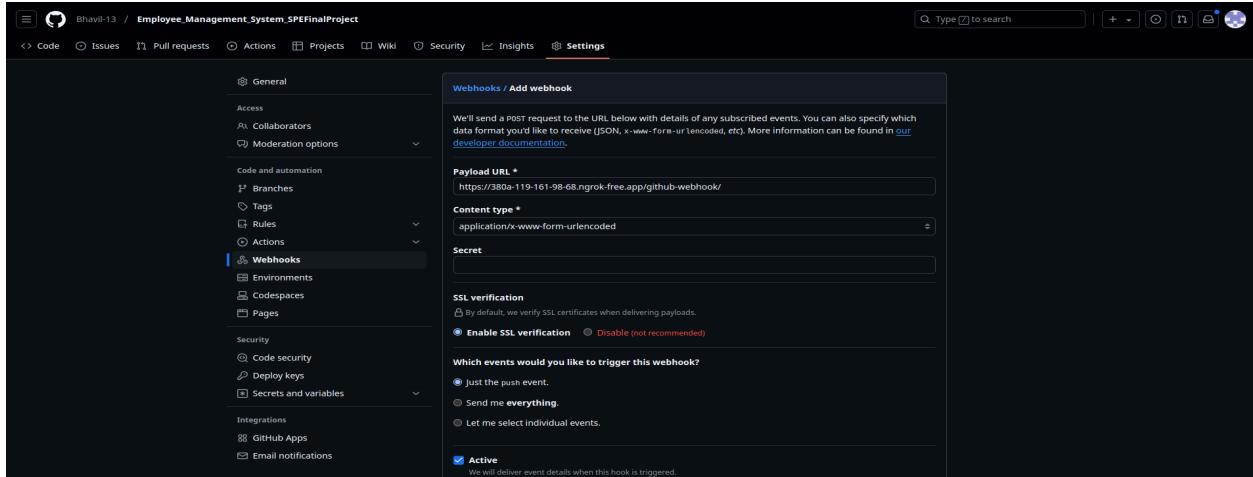 Bhavil-13 / Employee_Management_System_SPEFinalProject
Type / to search
Code Issues Pull requests Actions Projects Wiki Security Insights Settings
General
Access
Collaborators
Moderation options
Code and automation
Branches
Tags
Rules
Actions
Webhooks
Environments
Codespaces
Pages
Security
Code security
Deploy keys
Secrets and variables
Integrations
GitHub Apps
Email notifications
Webhooks / Add webhook
We'll send a POST request to the URL below with details of any subscribed events. You can also specify which
data format you'd like to receive (JSON, x-www-form-urlencoded, etc). More information can be found in our
developer documentation.
Payload URL *
https://380a-119-161-98-68.ngrok-free.app/github-webhook/
Content type *
application/x-www-form-urlencoded
Secret
SSL verification
By default, we verify SSL certificates when delivering payloads.
Enable SSL verification Disable (not recommended)
Which events would you like to trigger this webhook?
Just the push event.
Send me everything.
Let me select individual events.
Active
We will deliver event details when this hook is triggered.